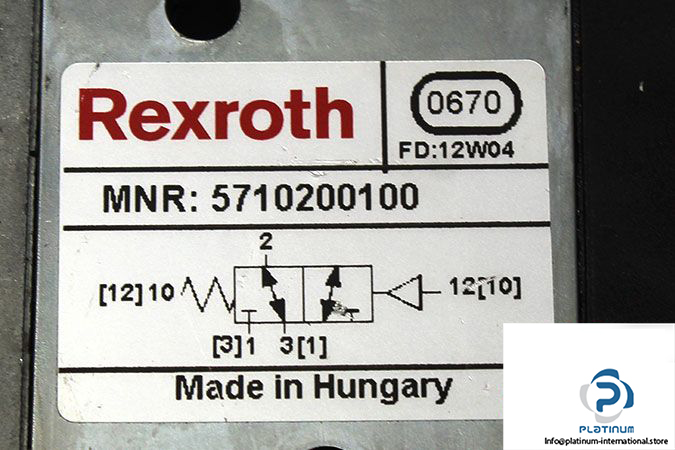 Rexroth
0670
FD:12W04
MNR: 5710200100
2
[12]10
12[10]
[3]1 3[1]
Made in Hungary
PLATINUM
Info@platinum-international.store